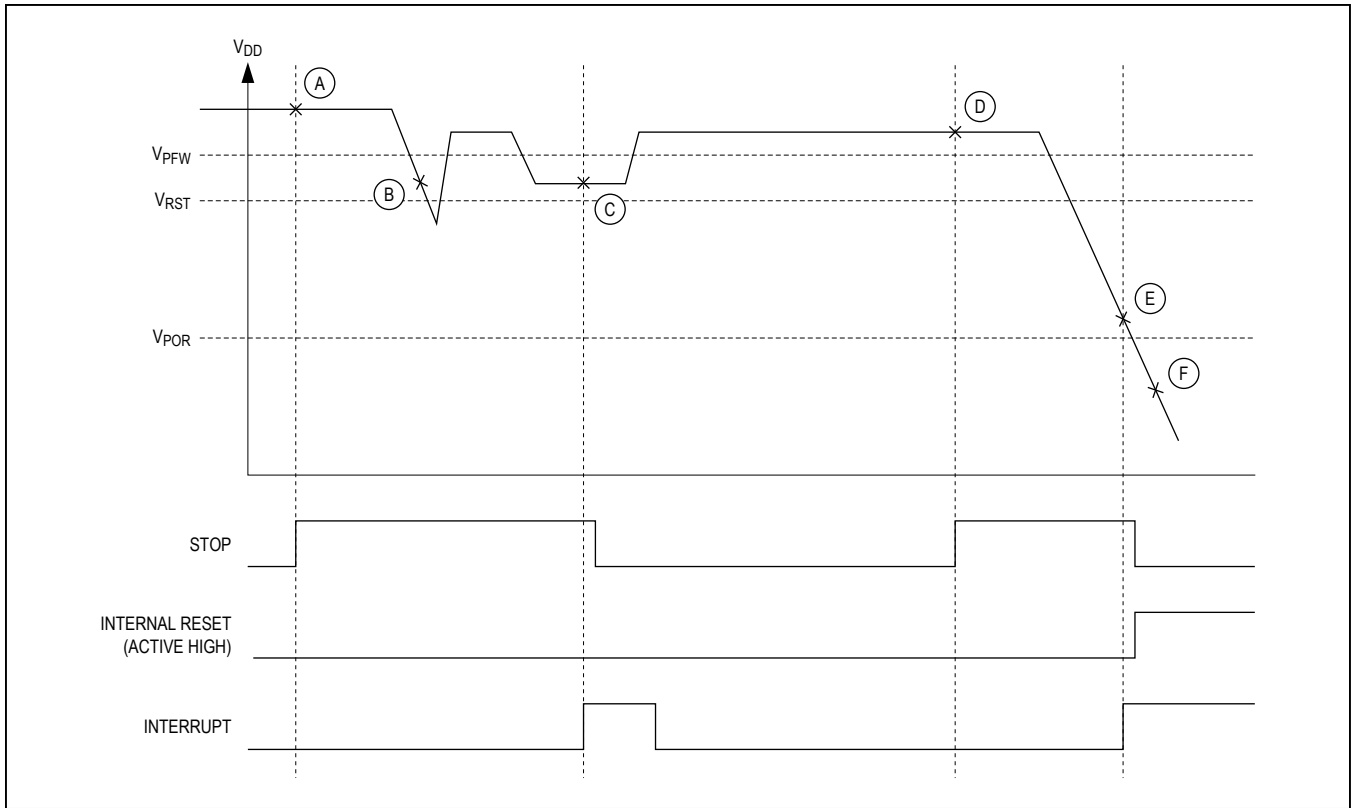 VDD
A
D
VPFW
B
VRST
C
E
VPOR
F
STOP
INTERNAL RESET
(ACTIVE HIGH)
INTERRUPT